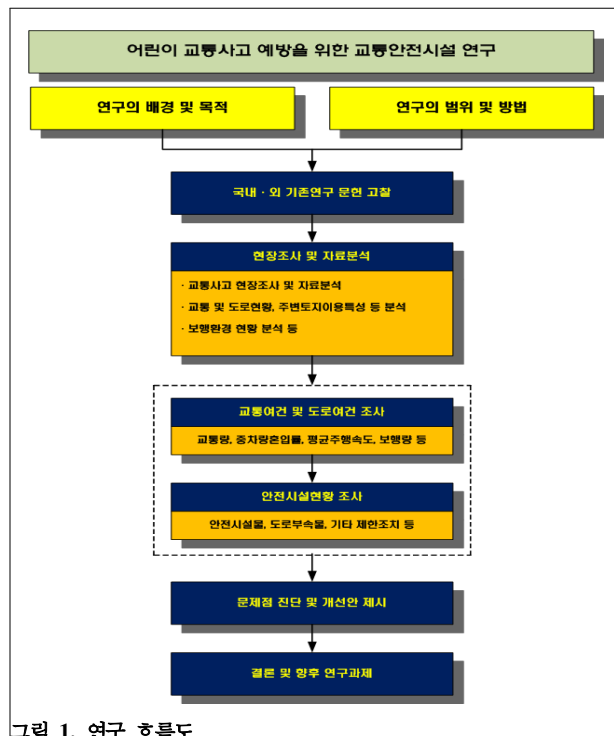 어린이 교통사고 예방을 위한 교통안전시설 연구
연구의 배경 및 목적
연구의 범위 및 방법
국내 · 외 기존연구 문헌 고찰
현장조사 및 자료분석
· 교통사고 현장조사 및 자료분석
· 교통 및 도로현황, 주변토지이용특성 등 분석
· 보행환경 현황 분석 등
교통여건 및 도로여건 조사
교통량, 중차량혼입률, 평균주행속도, 보행량 등
안전시설현황 조사
안전시설물, 도로부속물, 기타 제한조치 등
문제점 진단 및 개선안 제시
결론 및 향후 연구과제
그림 1. 연구 흐름도